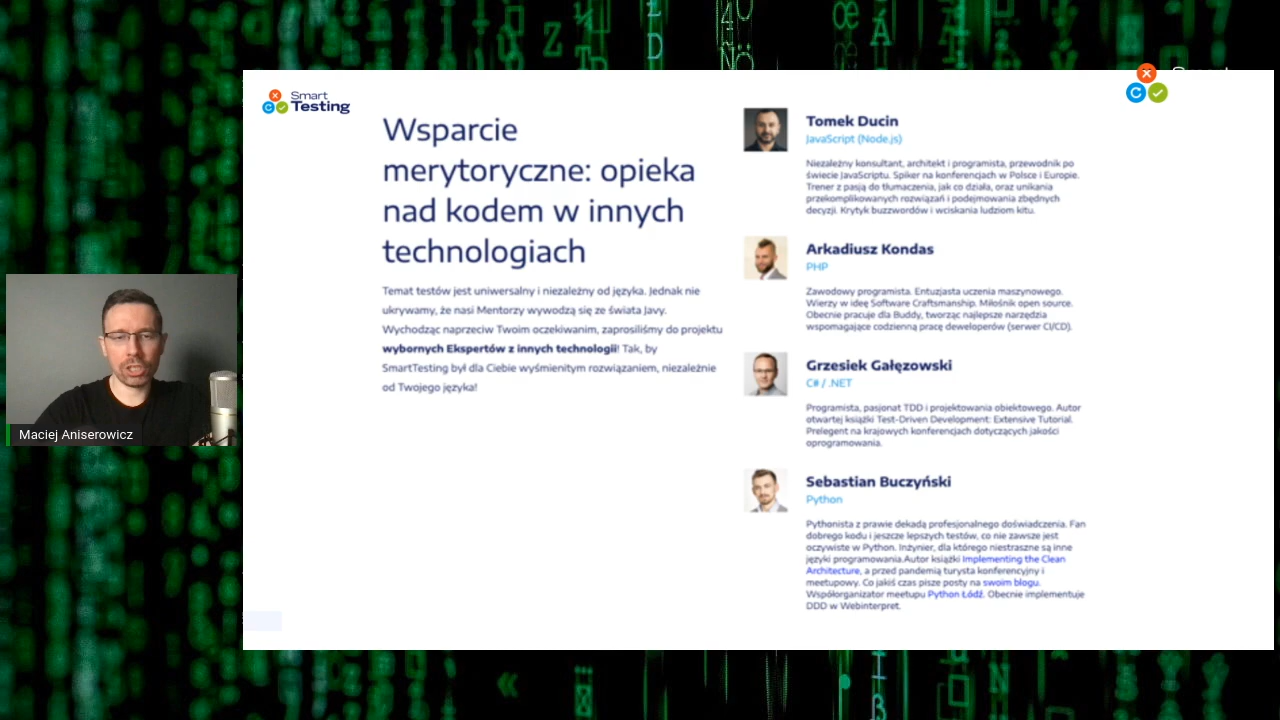 Smart
Testing
Wsparcie
merytoryczne: opieka
nad kodem w innych
technologiach
Temat testów jest uniwersalny i niezależny od języka. Jednak nie
ukrywamy, że nasi Mentorzy wywodzą się ze świata Javy.
Wychodząc naprzeciw Twoim oczekiwanim, zaprosiliśmy do projektu
wybornych Ekspertów z innych technologii! Tak, by
SmartTesting był dla Ciebie wyśmienitym rozwiązaniem, niezależnie
od Twojego języka!
Tomek Ducin
JavaScript (Node.js)
Niezależny konsultant, architekt i programista, przewodnik po
świecie JavaScriptu. Spiker na konferencjach w Polsce i Europie.
Trener z pasją do tłumaczenia, jak co działa, oraz unikania
przekomplikowanych rozwiązań i podejmowania zbędnych
decyzji. Krytyk buzzwordów i wciskania ludziom kitu.
Arkadiusz Kondas
PHP
Zawodowy programista. Entuzjasta uczenia maszynowego.
Wierzy w ideę Software Craftsmanship. Miłośnik open source.
Obecnie pracuje dla Buddy, tworząc najlepsze narzędzia
wspomagające codzienną pracę deweloperów (serwer CI/CD).
Grzesiek Gałęzowski
C# / .NET
Programista, pasjonat TDD i projektowania obiektowego. Autor
otwartej książki Test-Driven Development: Extensive Tutorial.
Prelegent na krajowych konferencjach dotyczących jakości
oprogramowania.
Sebastian Buczyński
Python
Pythonista z prawie dekadą profesjonalnego doświadczenia. Fan
dobrego kodu i jeszcze lepszych testów, co nie zawsze jest
oczywiste w Python. Inżynier, dla którego niestraszne są inne
języki programowania.Autor książki Implementing the Clean
Architecture, a przed pandemią turysta konferencyjny i
meetupowy. Co jakiś czas pisze posty na swoim blogu.
Współorganizator meetupu Python Łódź. Obecnie implementuje
DDD w Webinterpret.
Maciej Aniserowicz